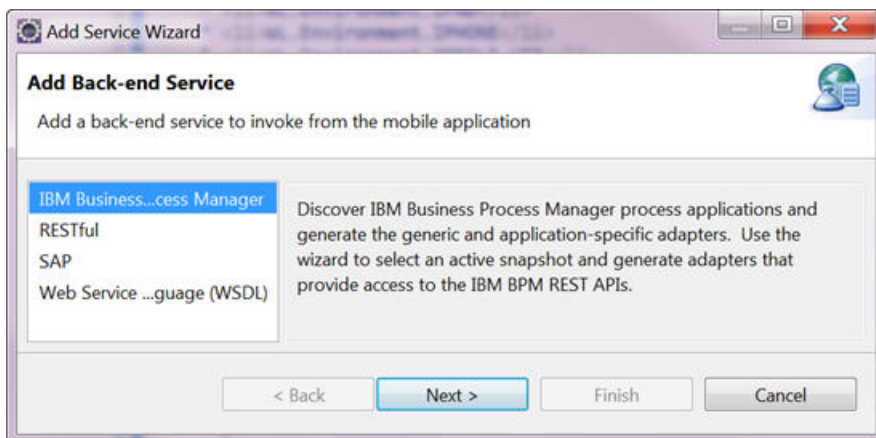 Add Service Wizard
Add Back-end Service
Add a back-end service to invoke from the mobile application
IBM Business...cess Manager
RESTful
SAP
Web Service ...guage (WSDL)
Discover IBM Business Process Manager process applications and
generate the generic and application-specific adapters.  Use the
wizard to select an active snapshot and generate adapters that
provide access to the IBM BPM REST APIs.
< Back
Next >
Finish
Cancel